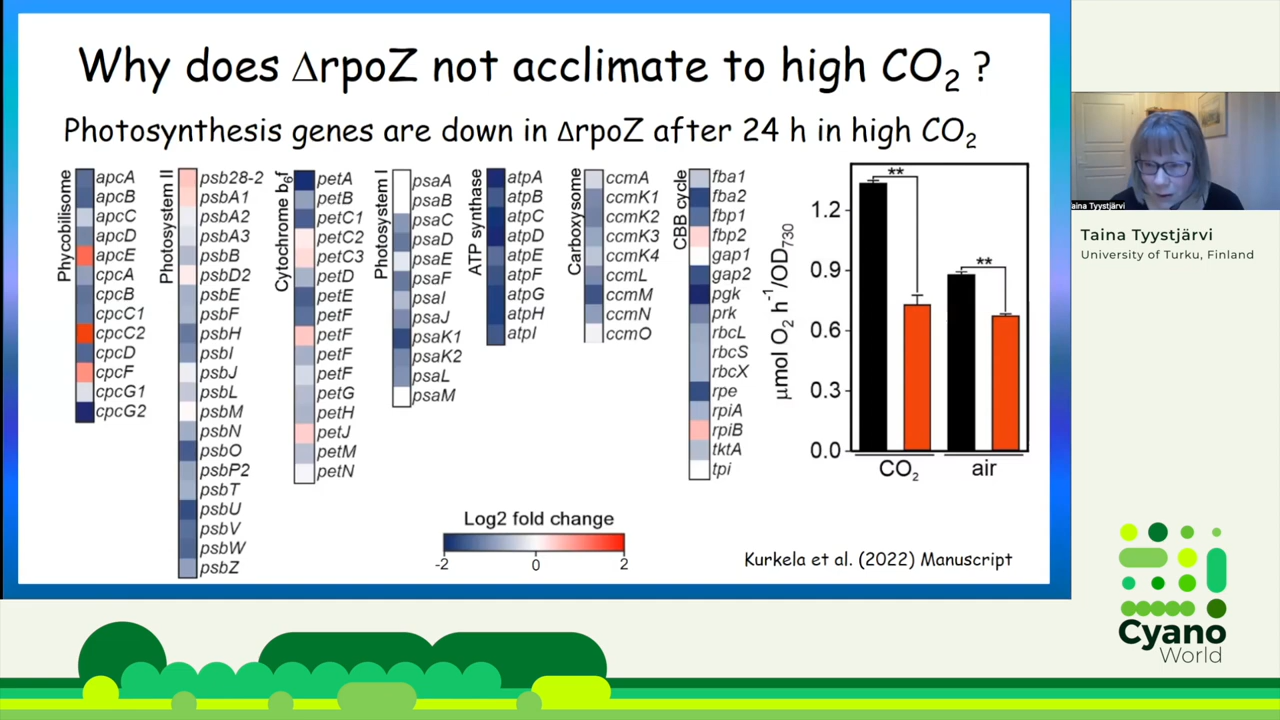 Why does ΔrpoZ not acclimate to high CO₂ ?
Photosynthesis genes are down in ΔrpoZ after 24 h in high CO₂
Phycobilisome
apcA
apcB
apcC
apcD
apcE
cpcA
cpcB
cpcC1
cpcC2
cpcD
cpcF
cpcG1
cpcG2
Photosystem II
psb28-2
psbA1
psbA2
psbA3
psbB
psbD2
psbE
psbF
psbH
psbI
psbJ
psbL
psbM
psbN
psbO
psbP2
psbT
psbU
psbV
psbW
psbZ
Cytochrome b₆f
petA
petB
petC1
petC2
petC3
petD
petE
petF
petF
petF
petF
petG
petH
petJ
petM
petN
Photosystem I
psaA
psaB
psaC
psaD
psaE
psaF
psaI
psaJ
psaK1
psaK2
psaL
psaM
ATP synthase
atpA
atpB
atpC
atpD
atpE
atpF
atpG
atpH
atpI
Carboxysome
ccmA
ccmK1
ccmK2
ccmK3
ccmK4
ccmL
ccmM
ccmN
ccmO
CBB cycle
fba1
fba2
fbp1
fbp2
gap1
gap2
pgk
prk
rbcL
rbcS
rbcX
rpe
rpiA
rpiB
tktA
tpi
µmol O₂ h⁻¹/OD₇₃₀
1.2
0.9
0.6
0.3
0.0
**
**
CO₂ air
Log2 fold change
-2 0 2
Kurkela et al. (2022) Manuscript
Taina Tyystjärvi
Taina Tyystjärvi
University of Turku, Finland
Cyano
World